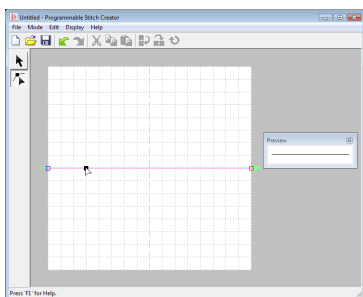 Untitled - Programmable Stitch Creator
File Mode Edit Display Help
Preview
Press 'F1' for Help.